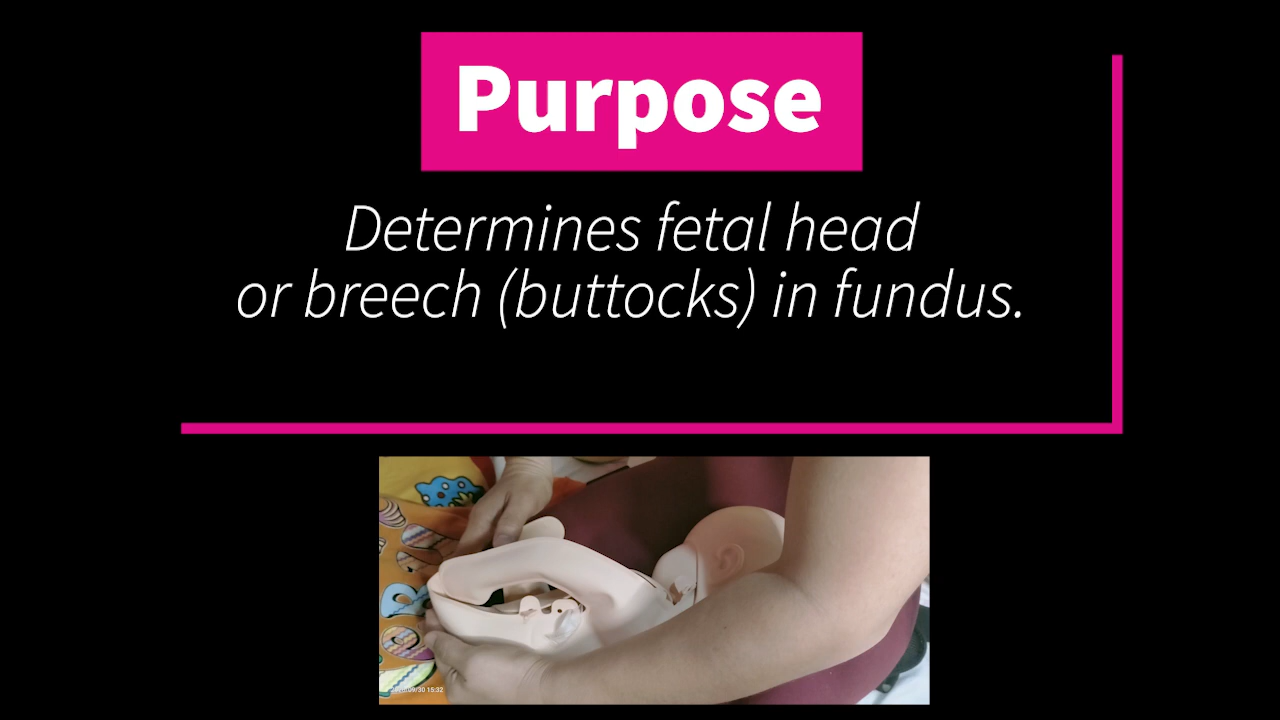 Purpose
Determines fetal head
or breech (buttocks) in fundus.